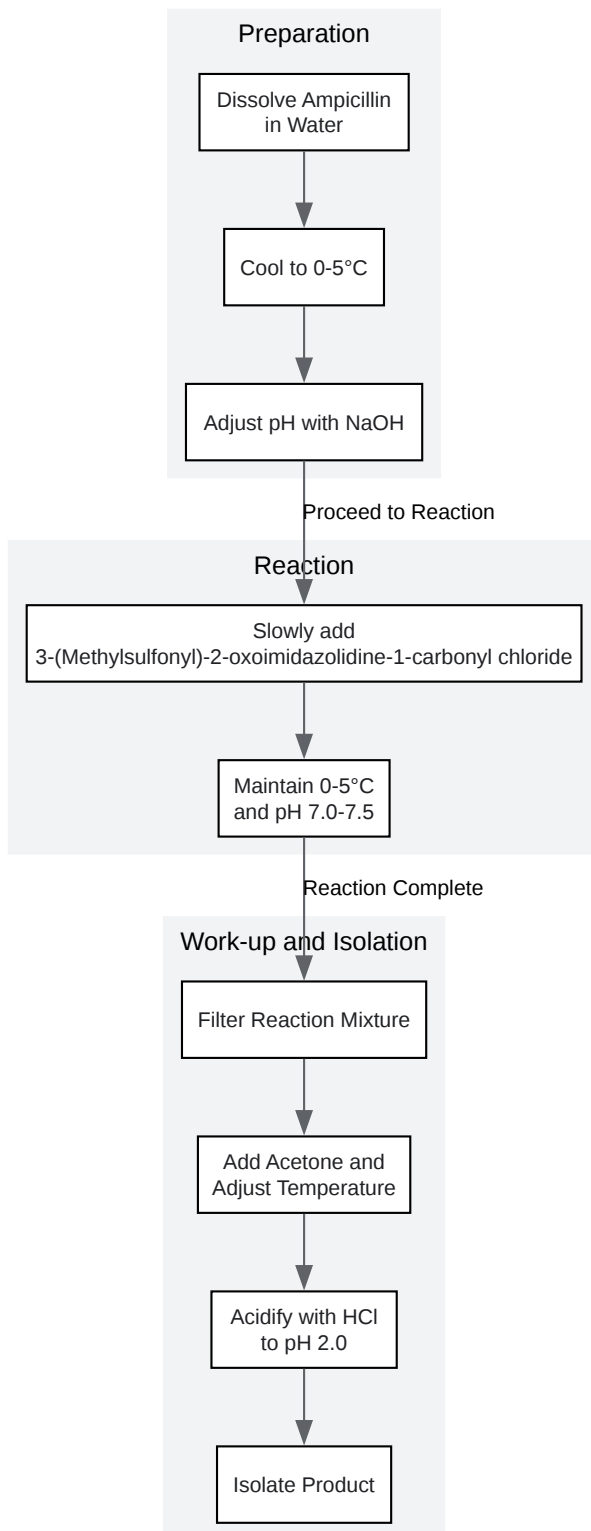 Preparation
Dissolve Ampicillin
in Water
Cool to 0-5°C
Adjust pH with NaOH
Proceed to Reaction
Reaction
Slowly add
3-(Methylsulfonyl)-2-oxoimidazolidine-1-carbonyl chloride
Maintain 0-5°C
and pH 7.0-7.5
Reaction Complete
Work-up and Isolation
Filter Reaction Mixture
Add Acetone and
Adjust Temperature
Acidify with HCl
to pH 2.0
Isolate Product